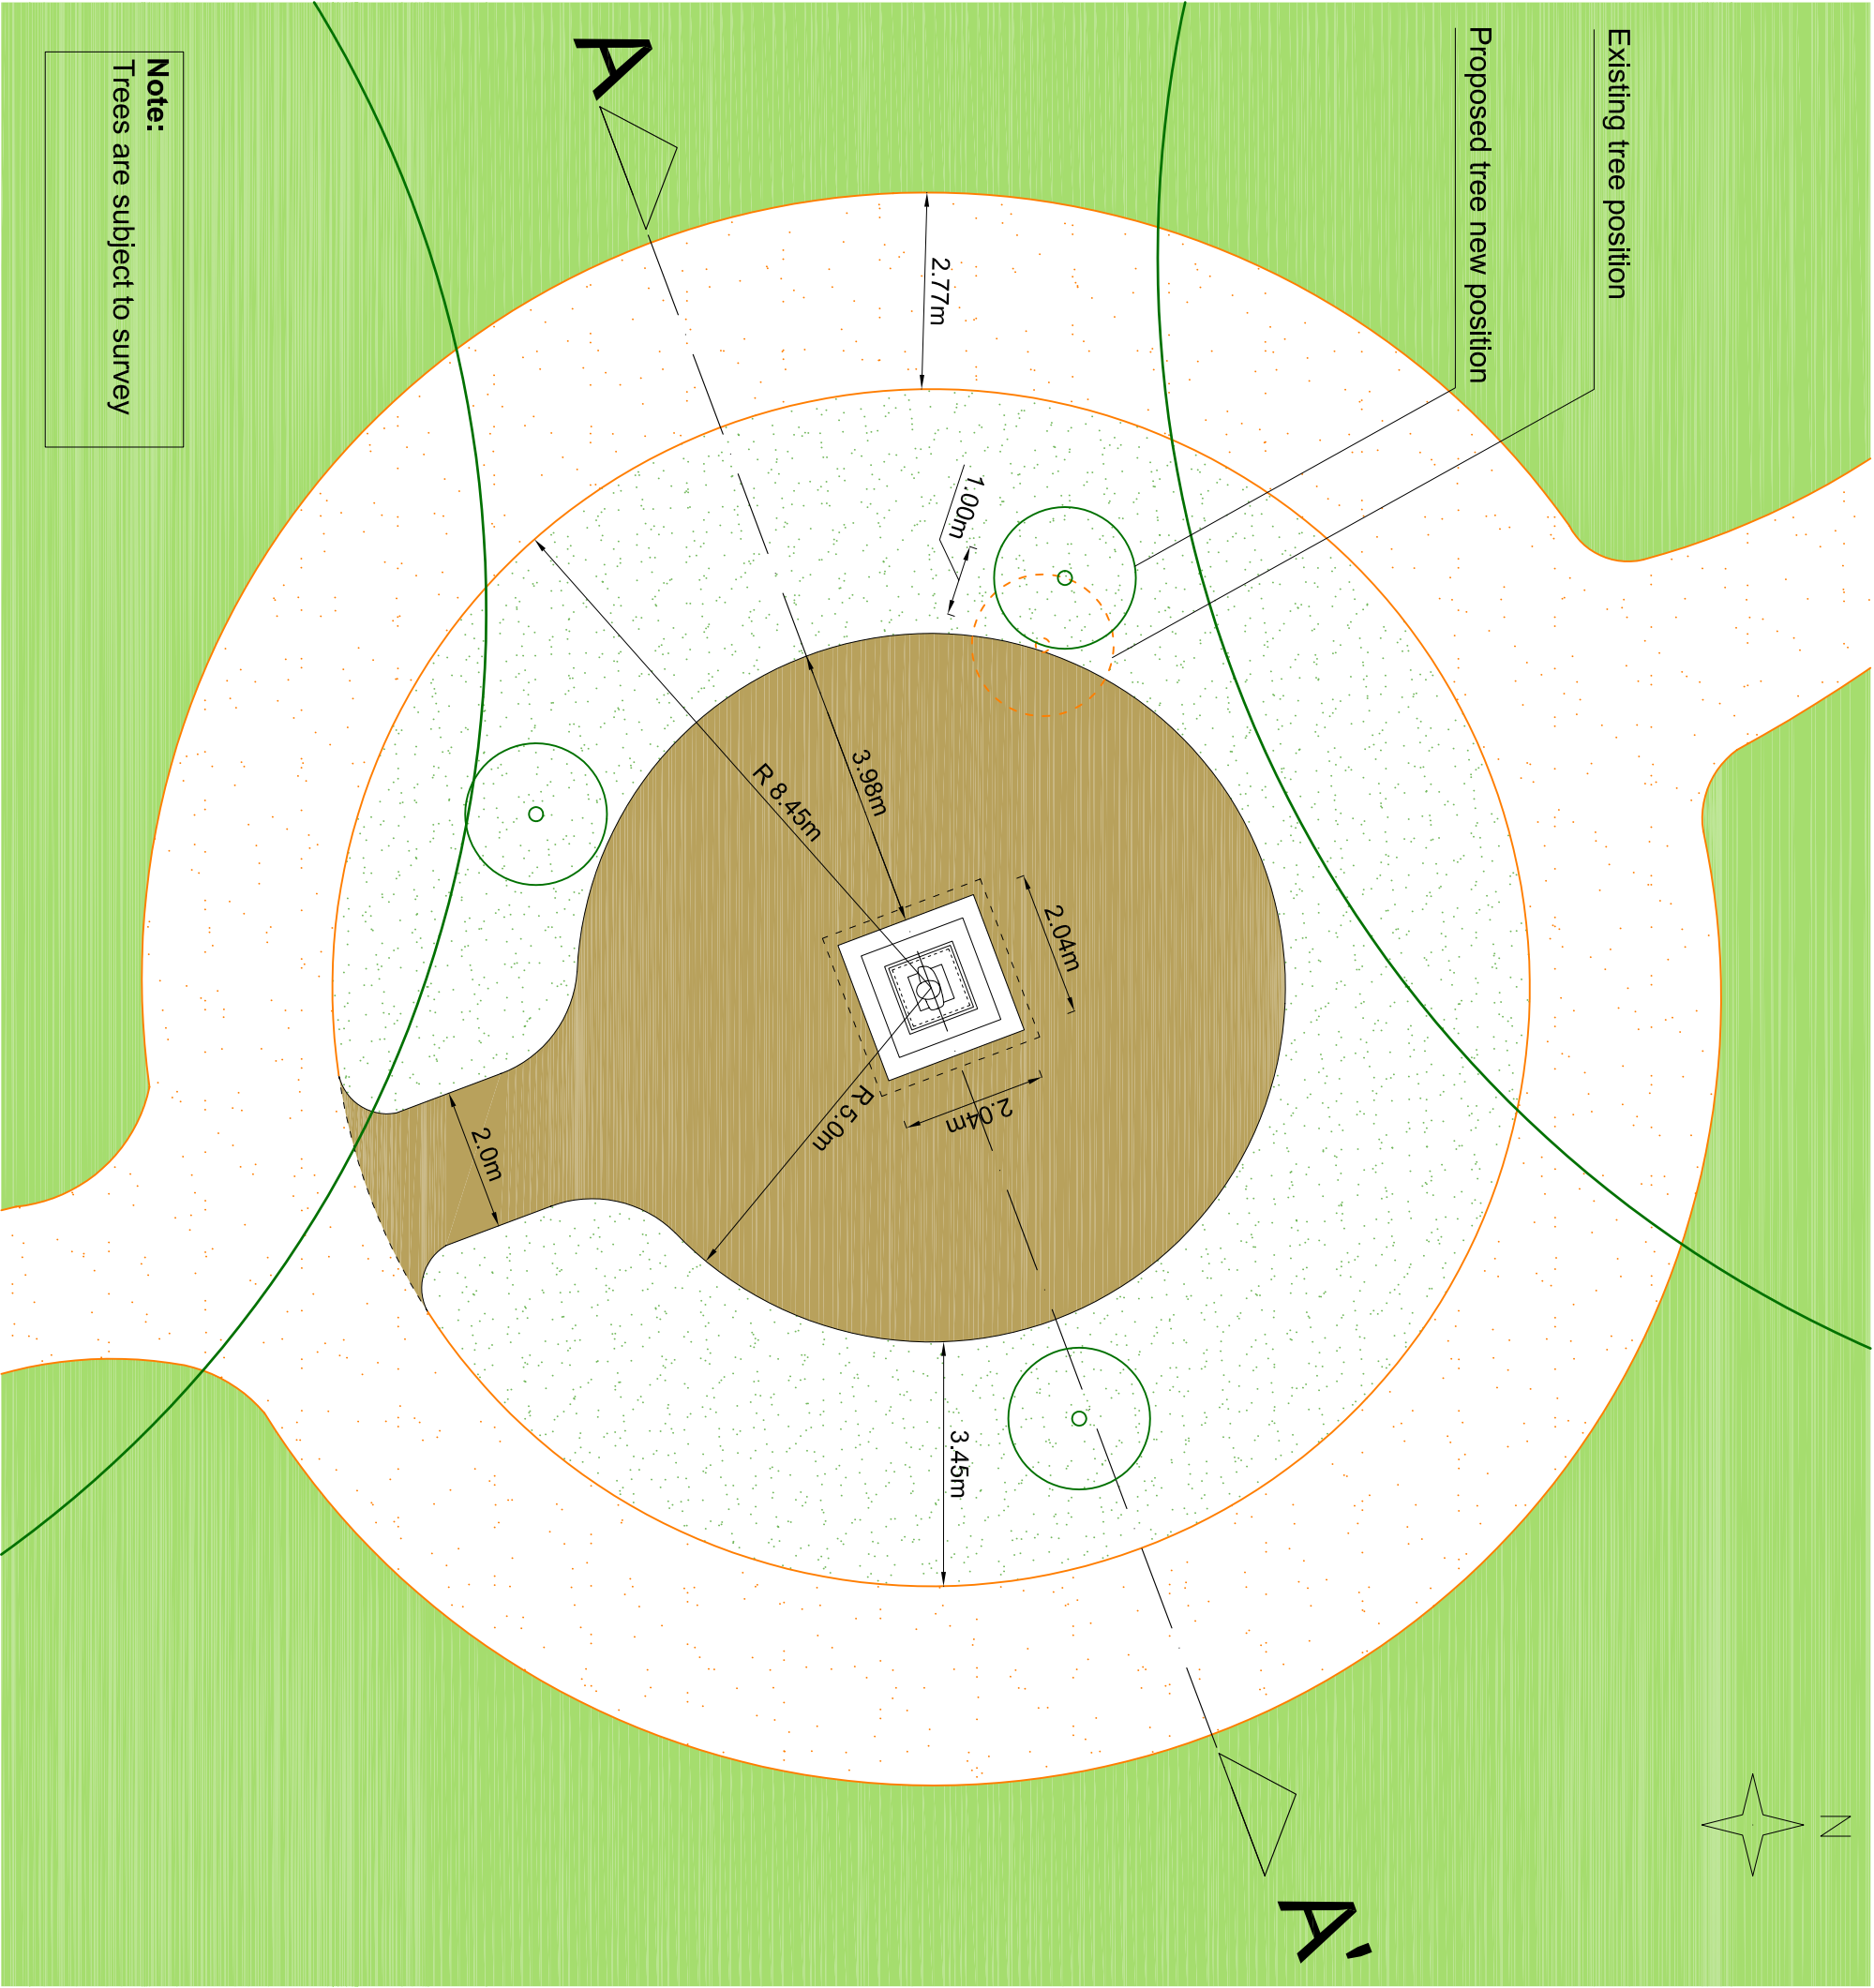 Existing tree position
Proposed tree new position
A
2.77m
1.00m
3.98m
R 8.45m
2.04m
2.04m
R 5.0m
2.0m
3.45m
Note:
Trees are subject to survey
N
A'